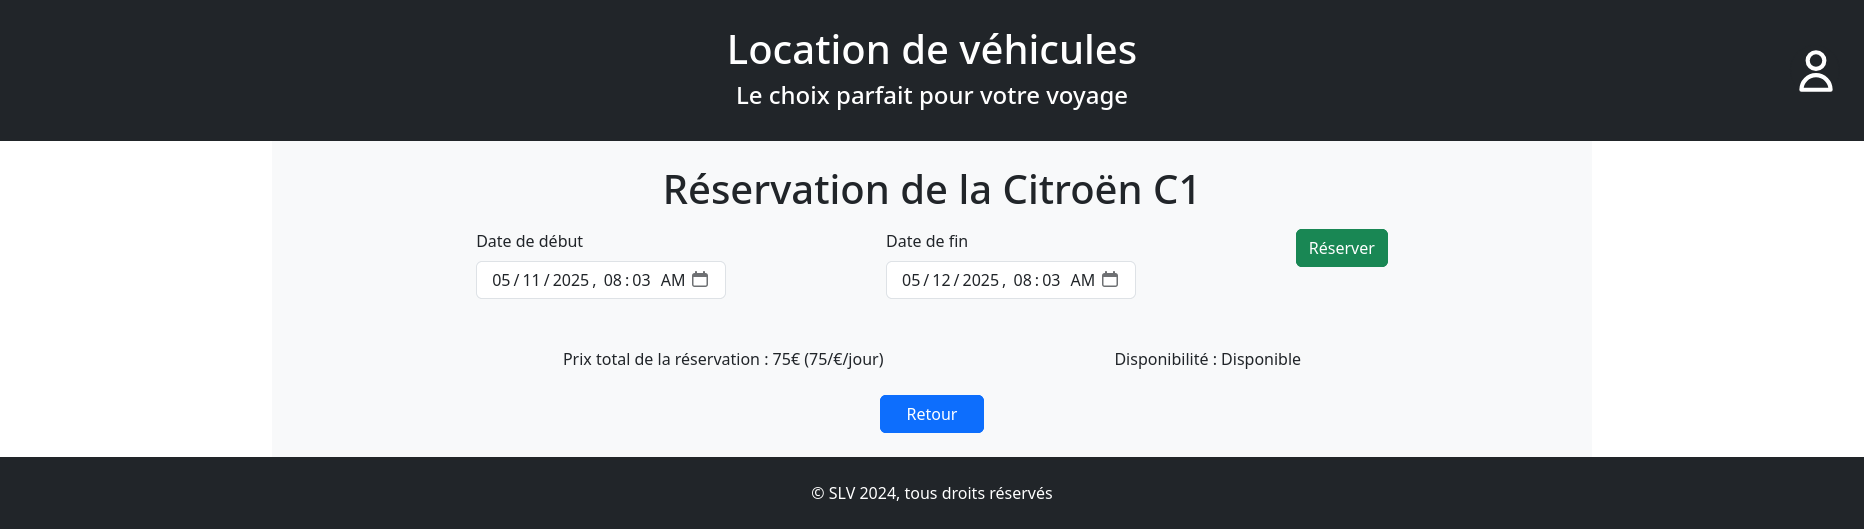 Location de véhicules
Le choix parfait pour votre voyage
Réservation de la Citroën C1
Date de début
Date de fin
Réserver
05/11/2025, 08:03 AM
05/12/2025, 08:03 AM
Prix total de la réservation : 75€ (75/€/jour)
Disponibilité : Disponible
Retour
© SLV 2024, tous droits réservés